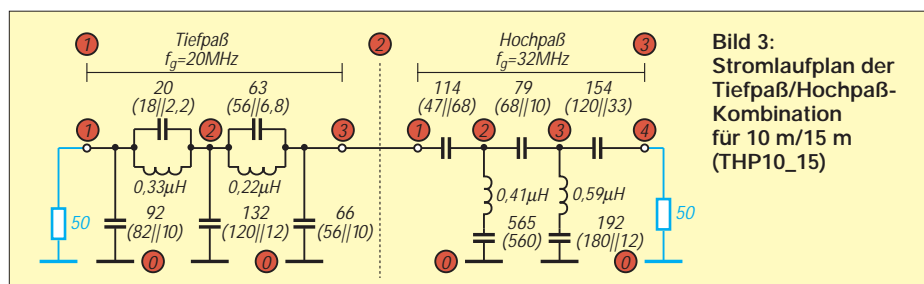 1
2
3
Tiefpaß
f_g=20MHz
Hochpaß
f_g=32MHz
20
(18||2,2)
63
(56||6,8)
114
(47||68)
79
(68||10)
154
(120||33)
1
2
3
1
2
3
4
0,33µH
0,22µH
0,41µH
0,59µH
50
92
(82||10)
132
(120||12)
66
(56||10)
565
(560)
192
(180||12)
50
0
0
0
0
Bild 3:
Stromlaufplan der
Tiefpaß/Hochpaß-
Kombination
für 10 m/15 m
(THP10_15)